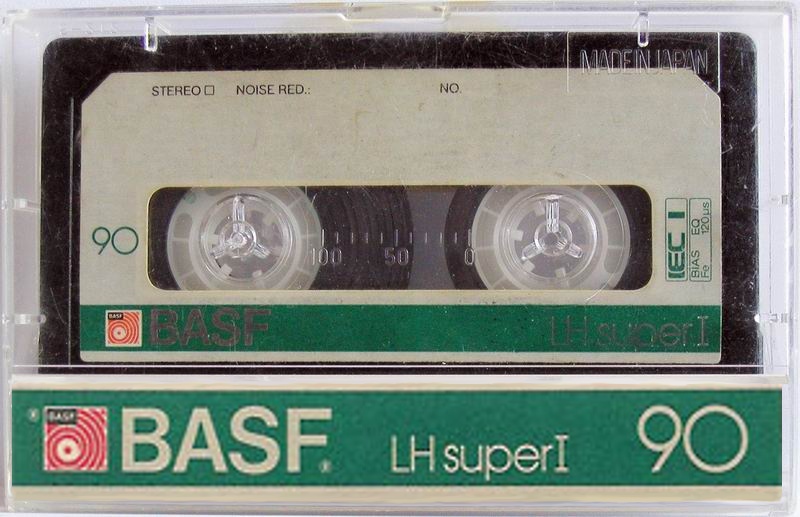 MADE IN JAPAN
STEREO □ NOISE RED.: NO.
90
100 50 0
IEC I
BIAS EQ
Fe 120µs
BASF
BASF LH super I
® BASF
BASF® LH super I 90